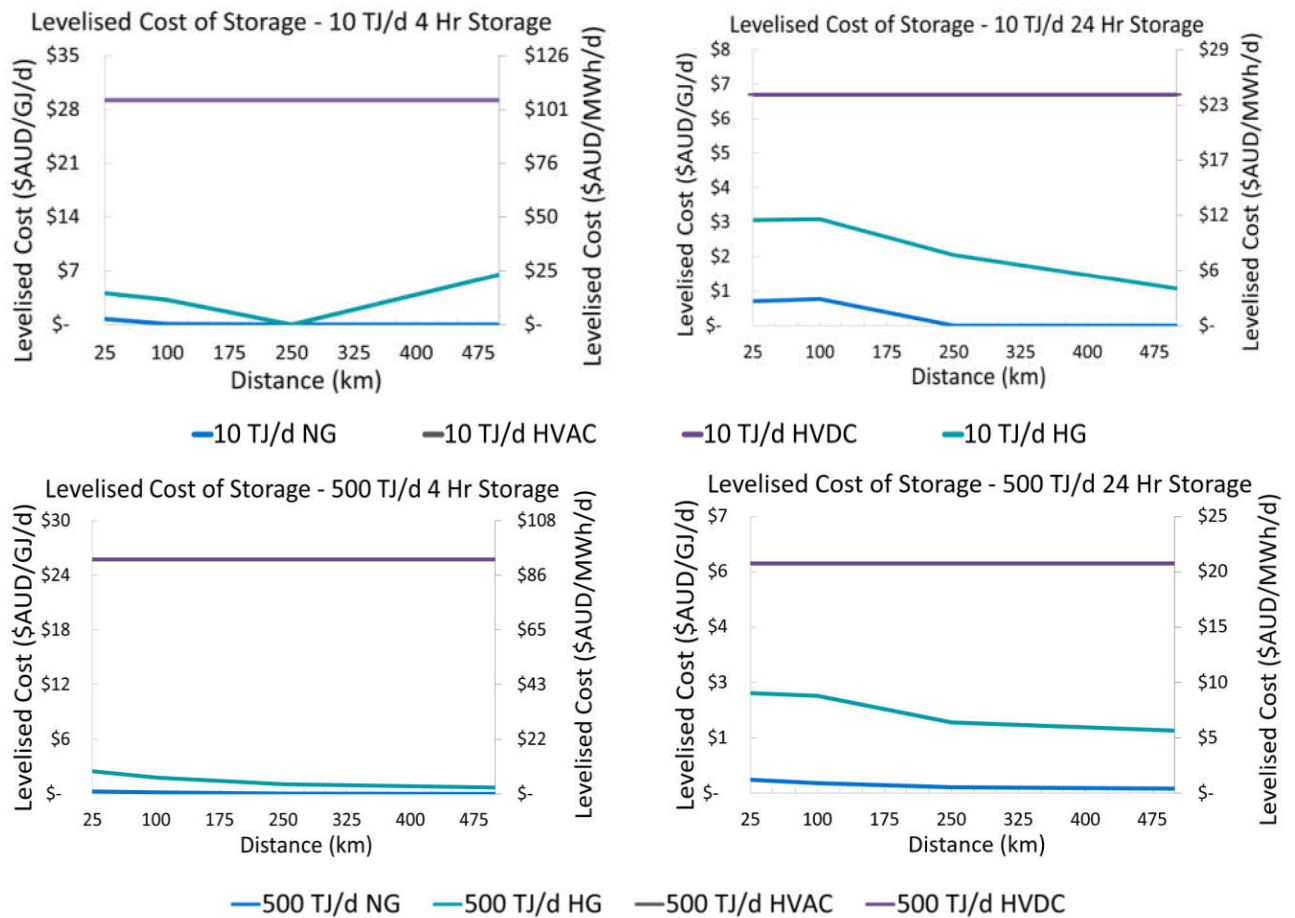 Levelised Cost of Storage - 10 TJ/d 4 Hr Storage
Levelised Cost ($AUD/GJ/d)
$35
$28
$21
$14
$7
$-
$126
$101
$76
$50
$25
$-
Levelised Cost ($AUD/MWh/d)
25 100 175 250 325 400 475
Distance (km)
Levelised Cost of Storage - 10 TJ/d 24 Hr Storage
Levelised Cost ($AUD/GJ/d)
$8
$7
$6
$5
$4
$3
$2
$1
$-
$29
$23
$17
$12
$6
$-
Levelised Cost ($AUD/MWh/d)
25 100 175 250 325 400 475
Distance (km)
10 TJ/d NG 10 TJ/d HVAC 10 TJ/d HVDC 10 TJ/d HG
Levelised Cost of Storage - 500 TJ/d 4 Hr Storage
Levelised Cost ($AUD/GJ/d)
$30
$24
$18
$12
$6
$-
$108
$86
$65
$43
$22
$-
Levelised Cost ($AUD/MWh/d)
25 100 175 250 325 400 475
Distance (km)
Levelised Cost of Storage - 500 TJ/d 24 Hr Storage
Levelised Cost ($AUD/GJ/d)
$7
$6
$4
$3
$1
$-
$25
$20
$15
$10
$5
$-
Levelised Cost ($AUD/MWh/d)
25 100 175 250 325 400 475
Distance (km)
500 TJ/d NG 500 TJ/d HG 500 TJ/d HVAC 500 TJ/d HVDC